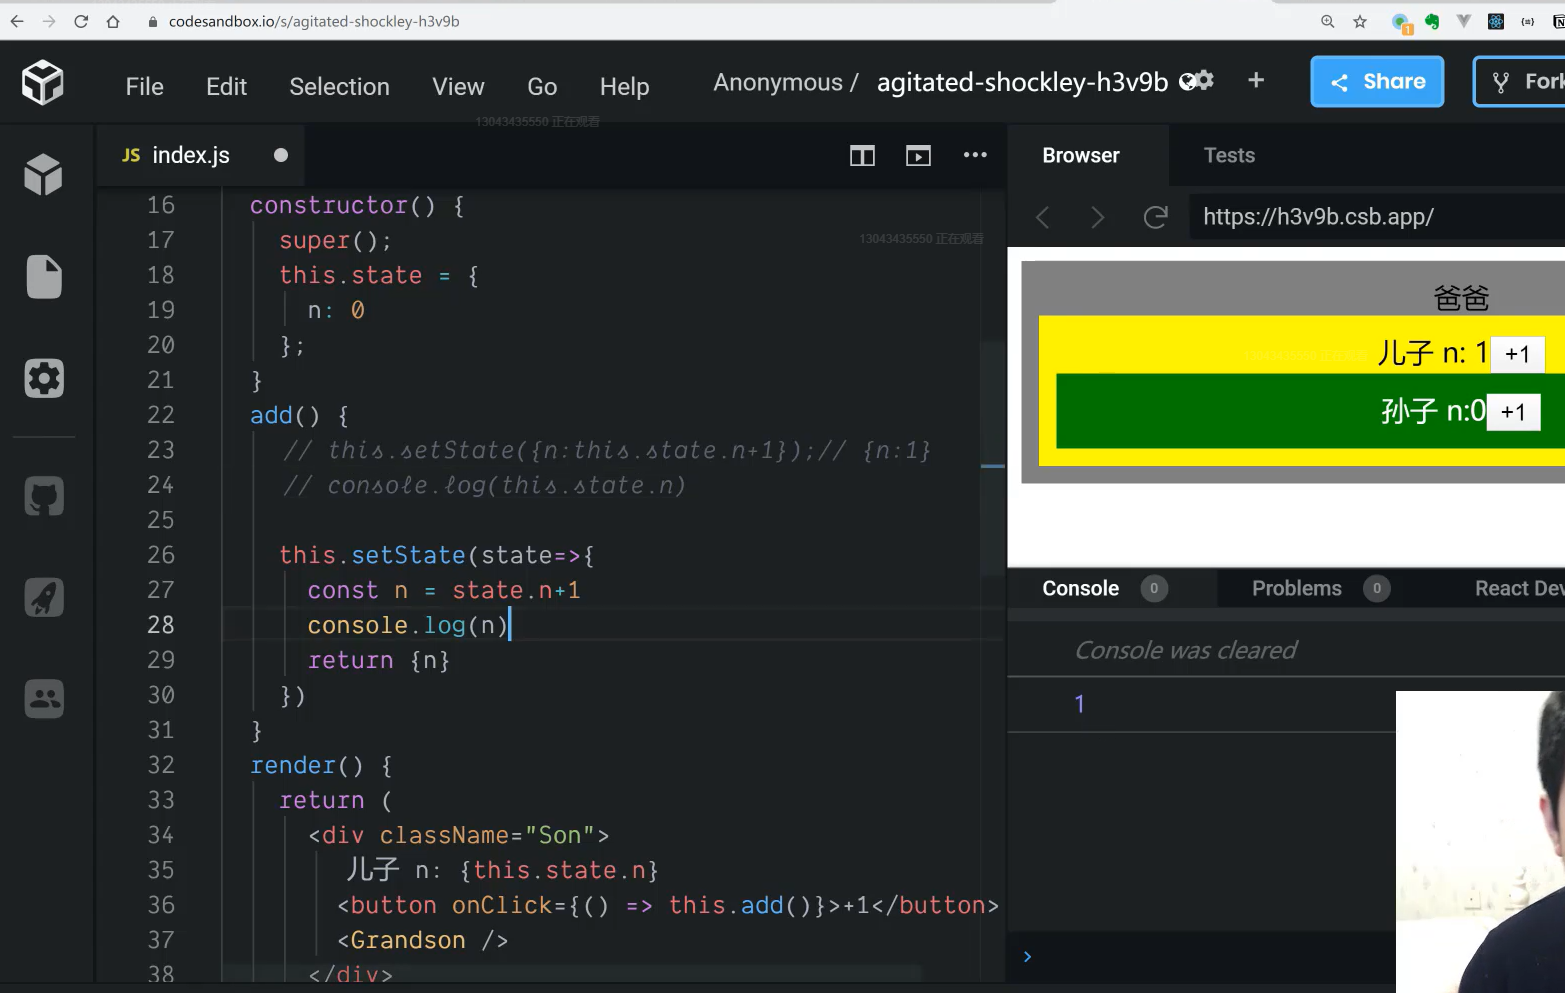 codesandbox.io/s/agitated-shockley-h3v9b
1
File Edit Selection View Go Help
Anonymous / agitated-shockley-h3v9b
+
Share
Fork
13043435550 正在观看
JS index.js
Browser Tests
https://h3v9b.csb.app/
13043435550 正在观看
16 constructor() {
17 super();
18 this.state = {
19 n: 0
20 };
21 }
22 add() {
23 // this.setState({n:this.state.n+1});// {n:1}
24 // console.log(this.state.n)
25
26 this.setState(state=>{
27 const n = state.n+1
28 console.log(n)
29 return {n}
30 })
31 }
32 render() {
33 return (
34 <div className="Son">
35 儿子 n: {this.state.n}
36 <button onClick={() => this.add()}>+1</button>
37 <Grandson />
38 </div>
爸爸
13043435550 正在观看
儿子 n: 1 +1
孙子 n:0 +1
Console 0 Problems 0 React Dev
Console was cleared
1